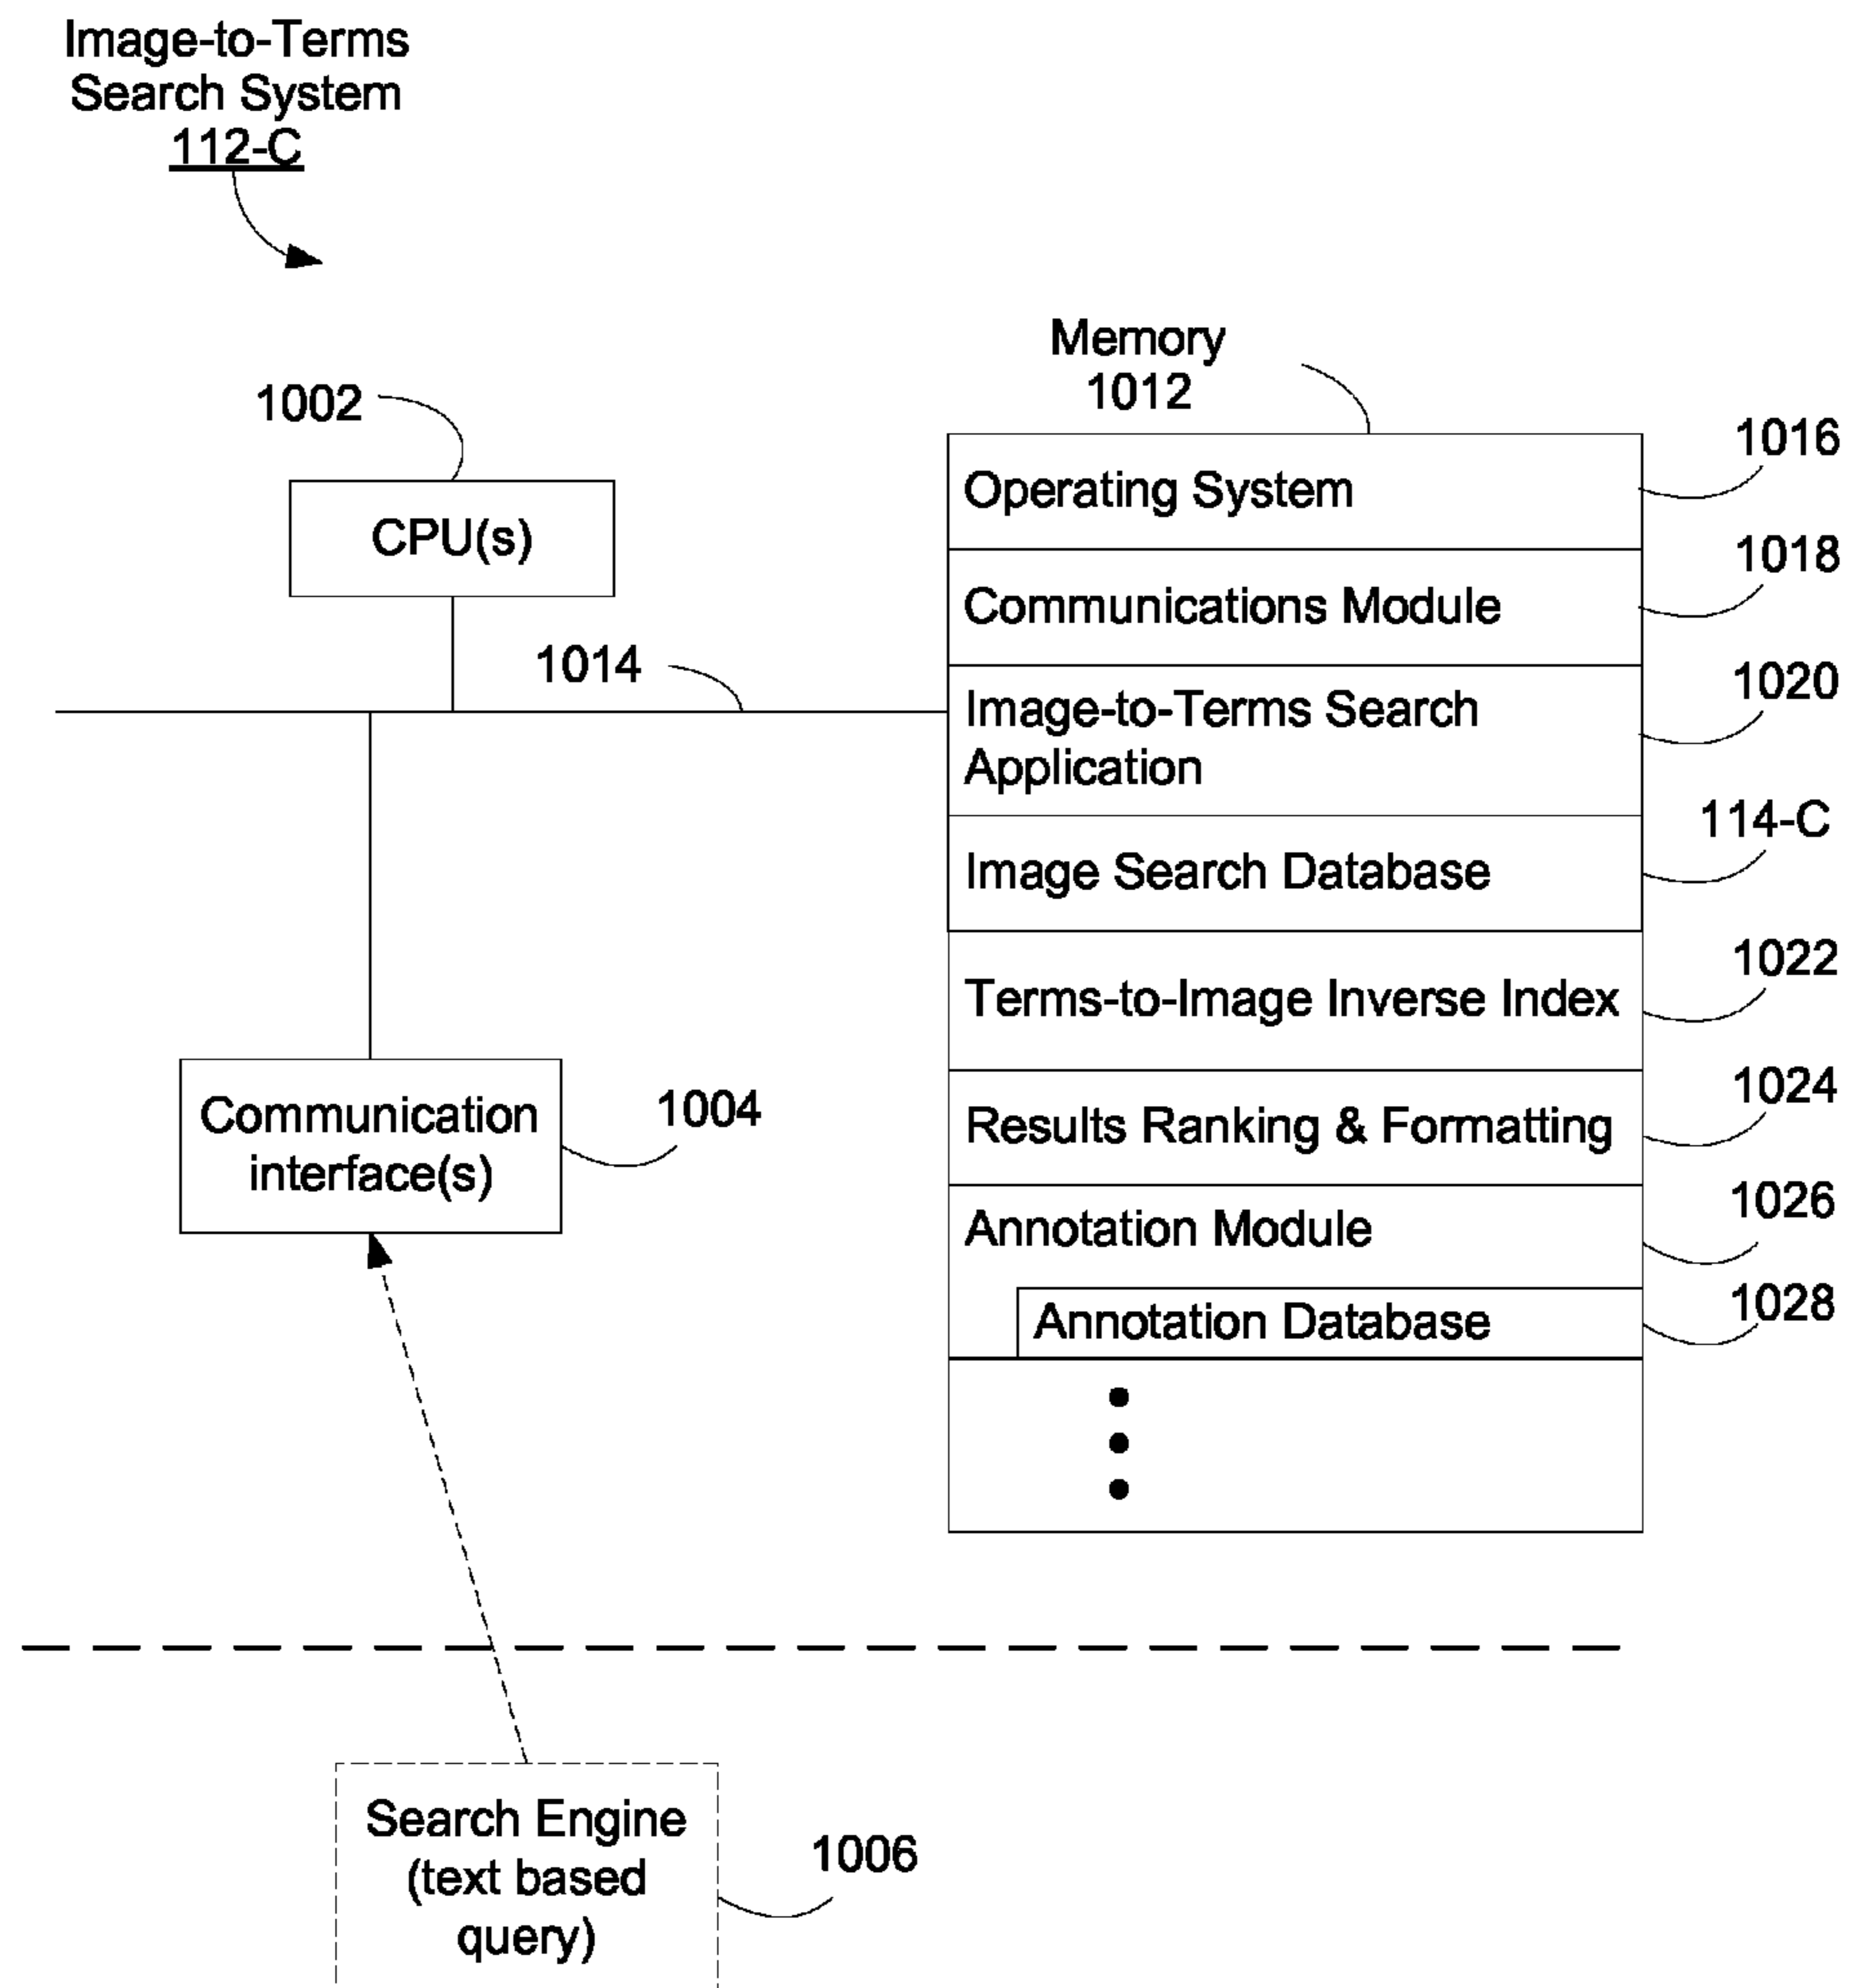 Image-to-Terms
Search System
112-C
Memory
1012
1002
1016
Operating System
CPU(s)
1018
Communications Module
1014
1020
Image-to-Terms Search
Application
114-C
Image Search Database
1022
Terms-to-Image Inverse Index
1024
Communication
interface(s)
1004
Results Ranking & Formatting
1026
Annotation Module
1028
Annotation Database
Search Engine
(text based
query)
1006